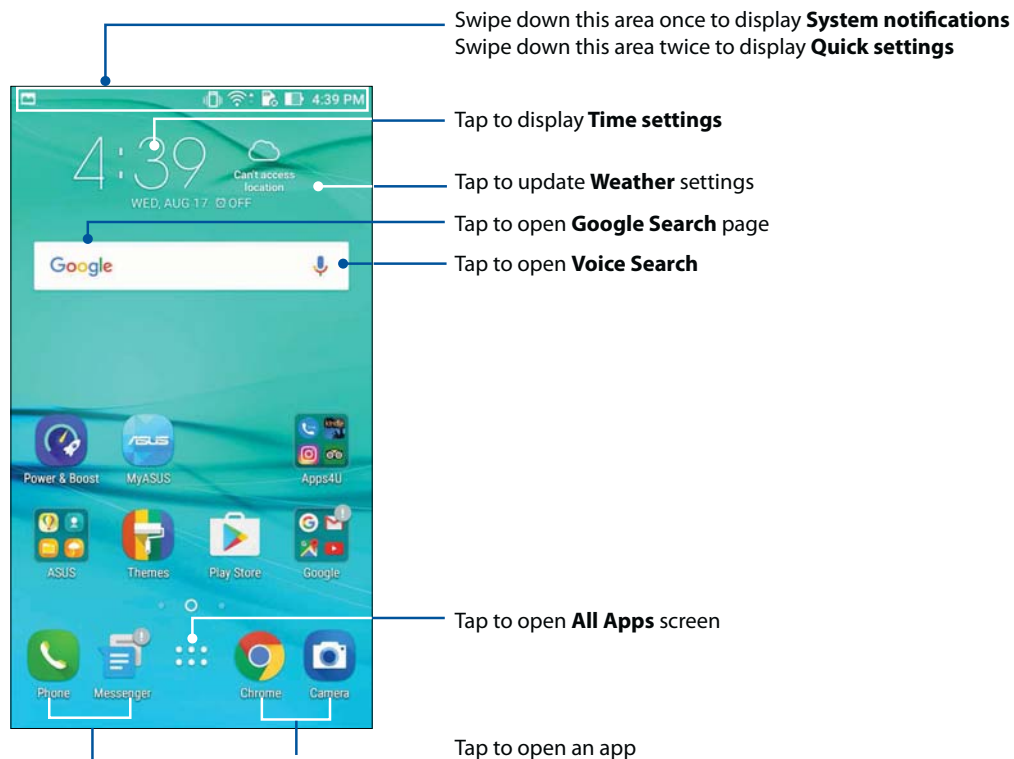 Swipe down this area once to display System notifications
Swipe down this area twice to display Quick settings
4:39 PM
Tap to display Time settings
4:39
Can't access
location
WED, AUG 17 OFF
Tap to update Weather settings
Tap to open Google Search page
Google
Tap to open Voice Search
kindle
/SUS
Power & Boost MyASUS Apps4U
ASUS Themes Play Store Google
Tap to open All Apps screen
Phone Messenger Chrome Camera
Tap to open an app